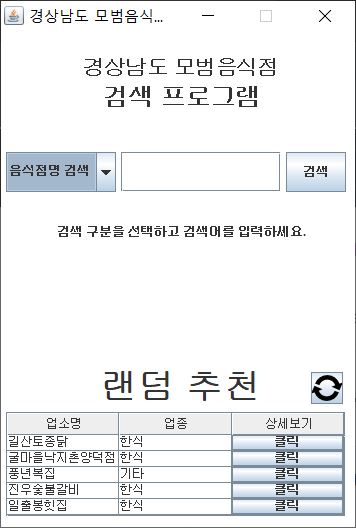 경상남도 모범음식...
경상남도 모범음식점
검색 프로그램
음식점명 검색 검색
검색 구분을 선택하고 검색어를 입력하세요.
랜덤 추천
업소명 업종 상세보기
길산토종닭 한식 클릭
굴마을낙지촌양덕점 한식 클릭
풍년복집 기타 클릭
진우숯불갈비 한식 클릭
일출봉횟집 한식 클릭